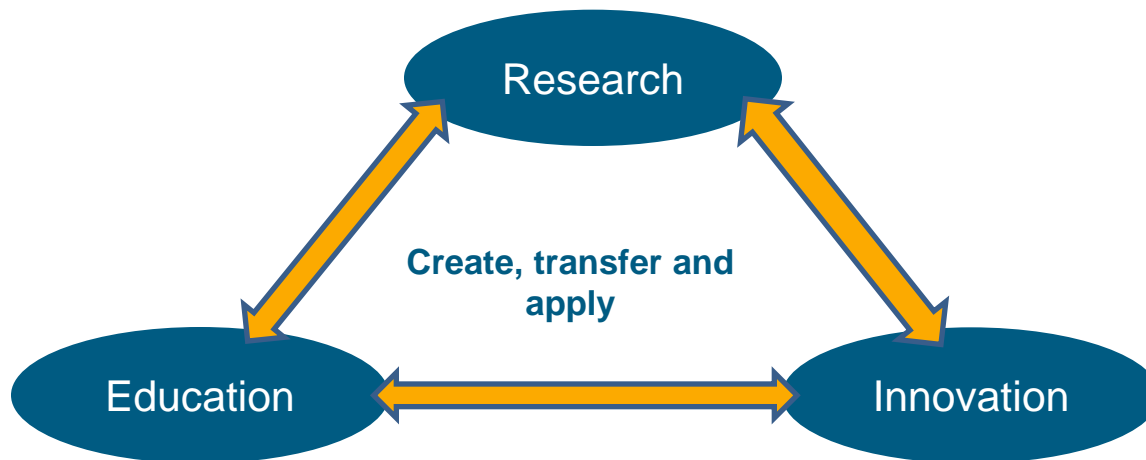 Research
Create, transfer and
apply
Education
Innovation